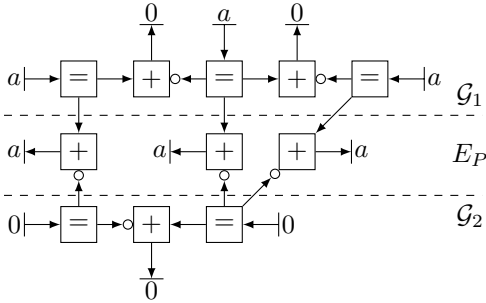 0 a 0
a = + = + = a
𝒢₁
a + a + + a
E_P
𝒢₂
0 = + = 0
0